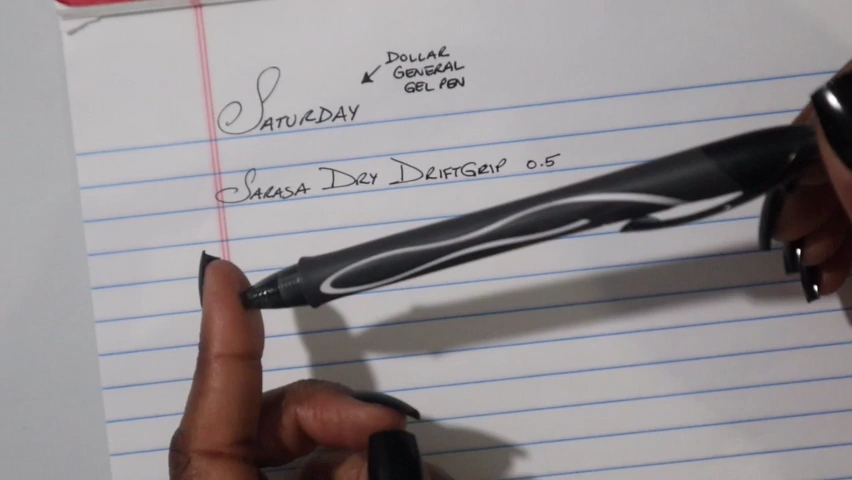 DOLLAR
GENERAL
GEL PEN
SATURDAY
SARASA DRY DRIFTGRIP 0.5